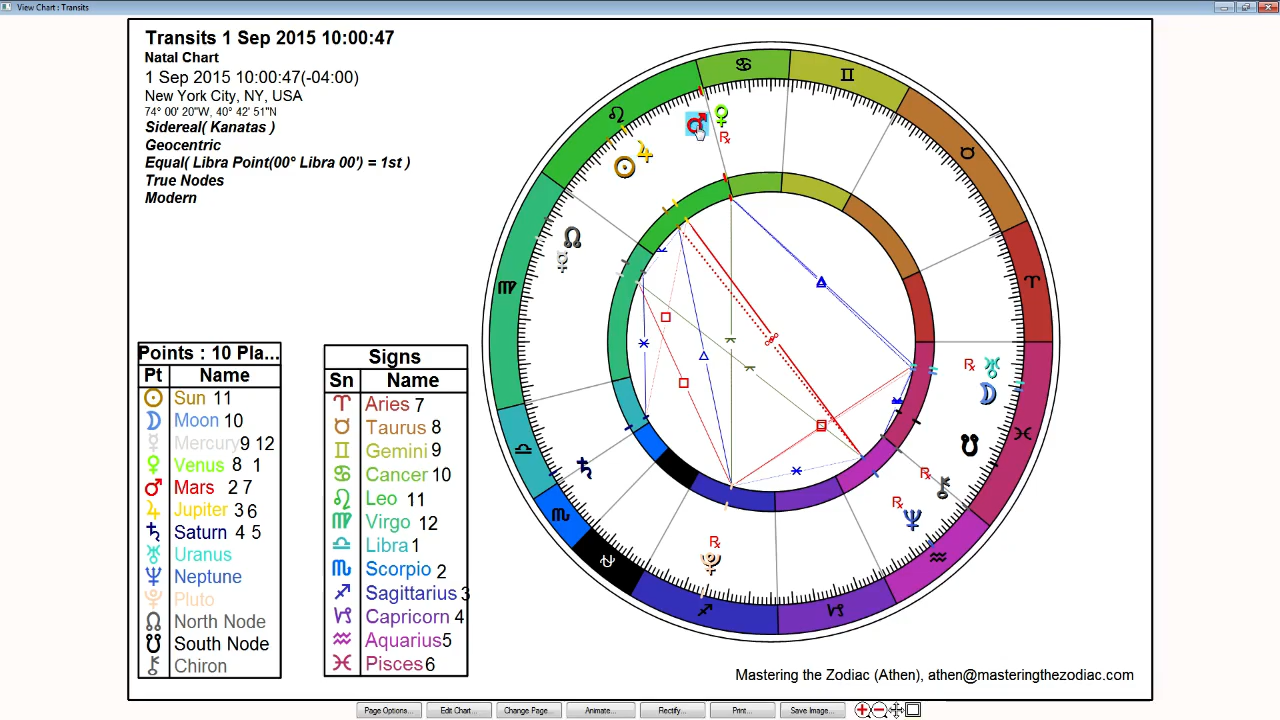 View Chart : Transits
Transits 1 Sep 2015 10:00:47
Natal Chart
1 Sep 2015 10:00:47(-04:00)
New York City, NY, USA
74° 00' 20"W, 40° 42' 51"N
Sidereal( Kanatas )
Geocentric
Equal( Libra Point(00° Libra 00') = 1st )
True Nodes
Modern
Points : 10 Pla...
Pt Name
☉ Sun 11
☽ Moon 10
☿ Mercury 9 12
♀ Venus 8 1
♂ Mars 2 7
♃ Jupiter 3 6
♄ Saturn 4 5
♅ Uranus
♆ Neptune
♇ Pluto
☊ North Node
☋ South Node
⚷ Chiron
Signs
Sn Name
♈ Aries 7
♉ Taurus 8
♊ Gemini 9
♋ Cancer 10
♌ Leo 11
♍ Virgo 12
♎ Libra 1
♏ Scorpio 2
♐ Sagittarius 3
♑ Capricorn 4
♒ Aquarius 5
♓ Pisces 6
Mastering the Zodiac (Athen), athen@masteringthezodiac.com
Page Options... Edit Chart... Change Page... Animate... Rectify... Print... Save Image...